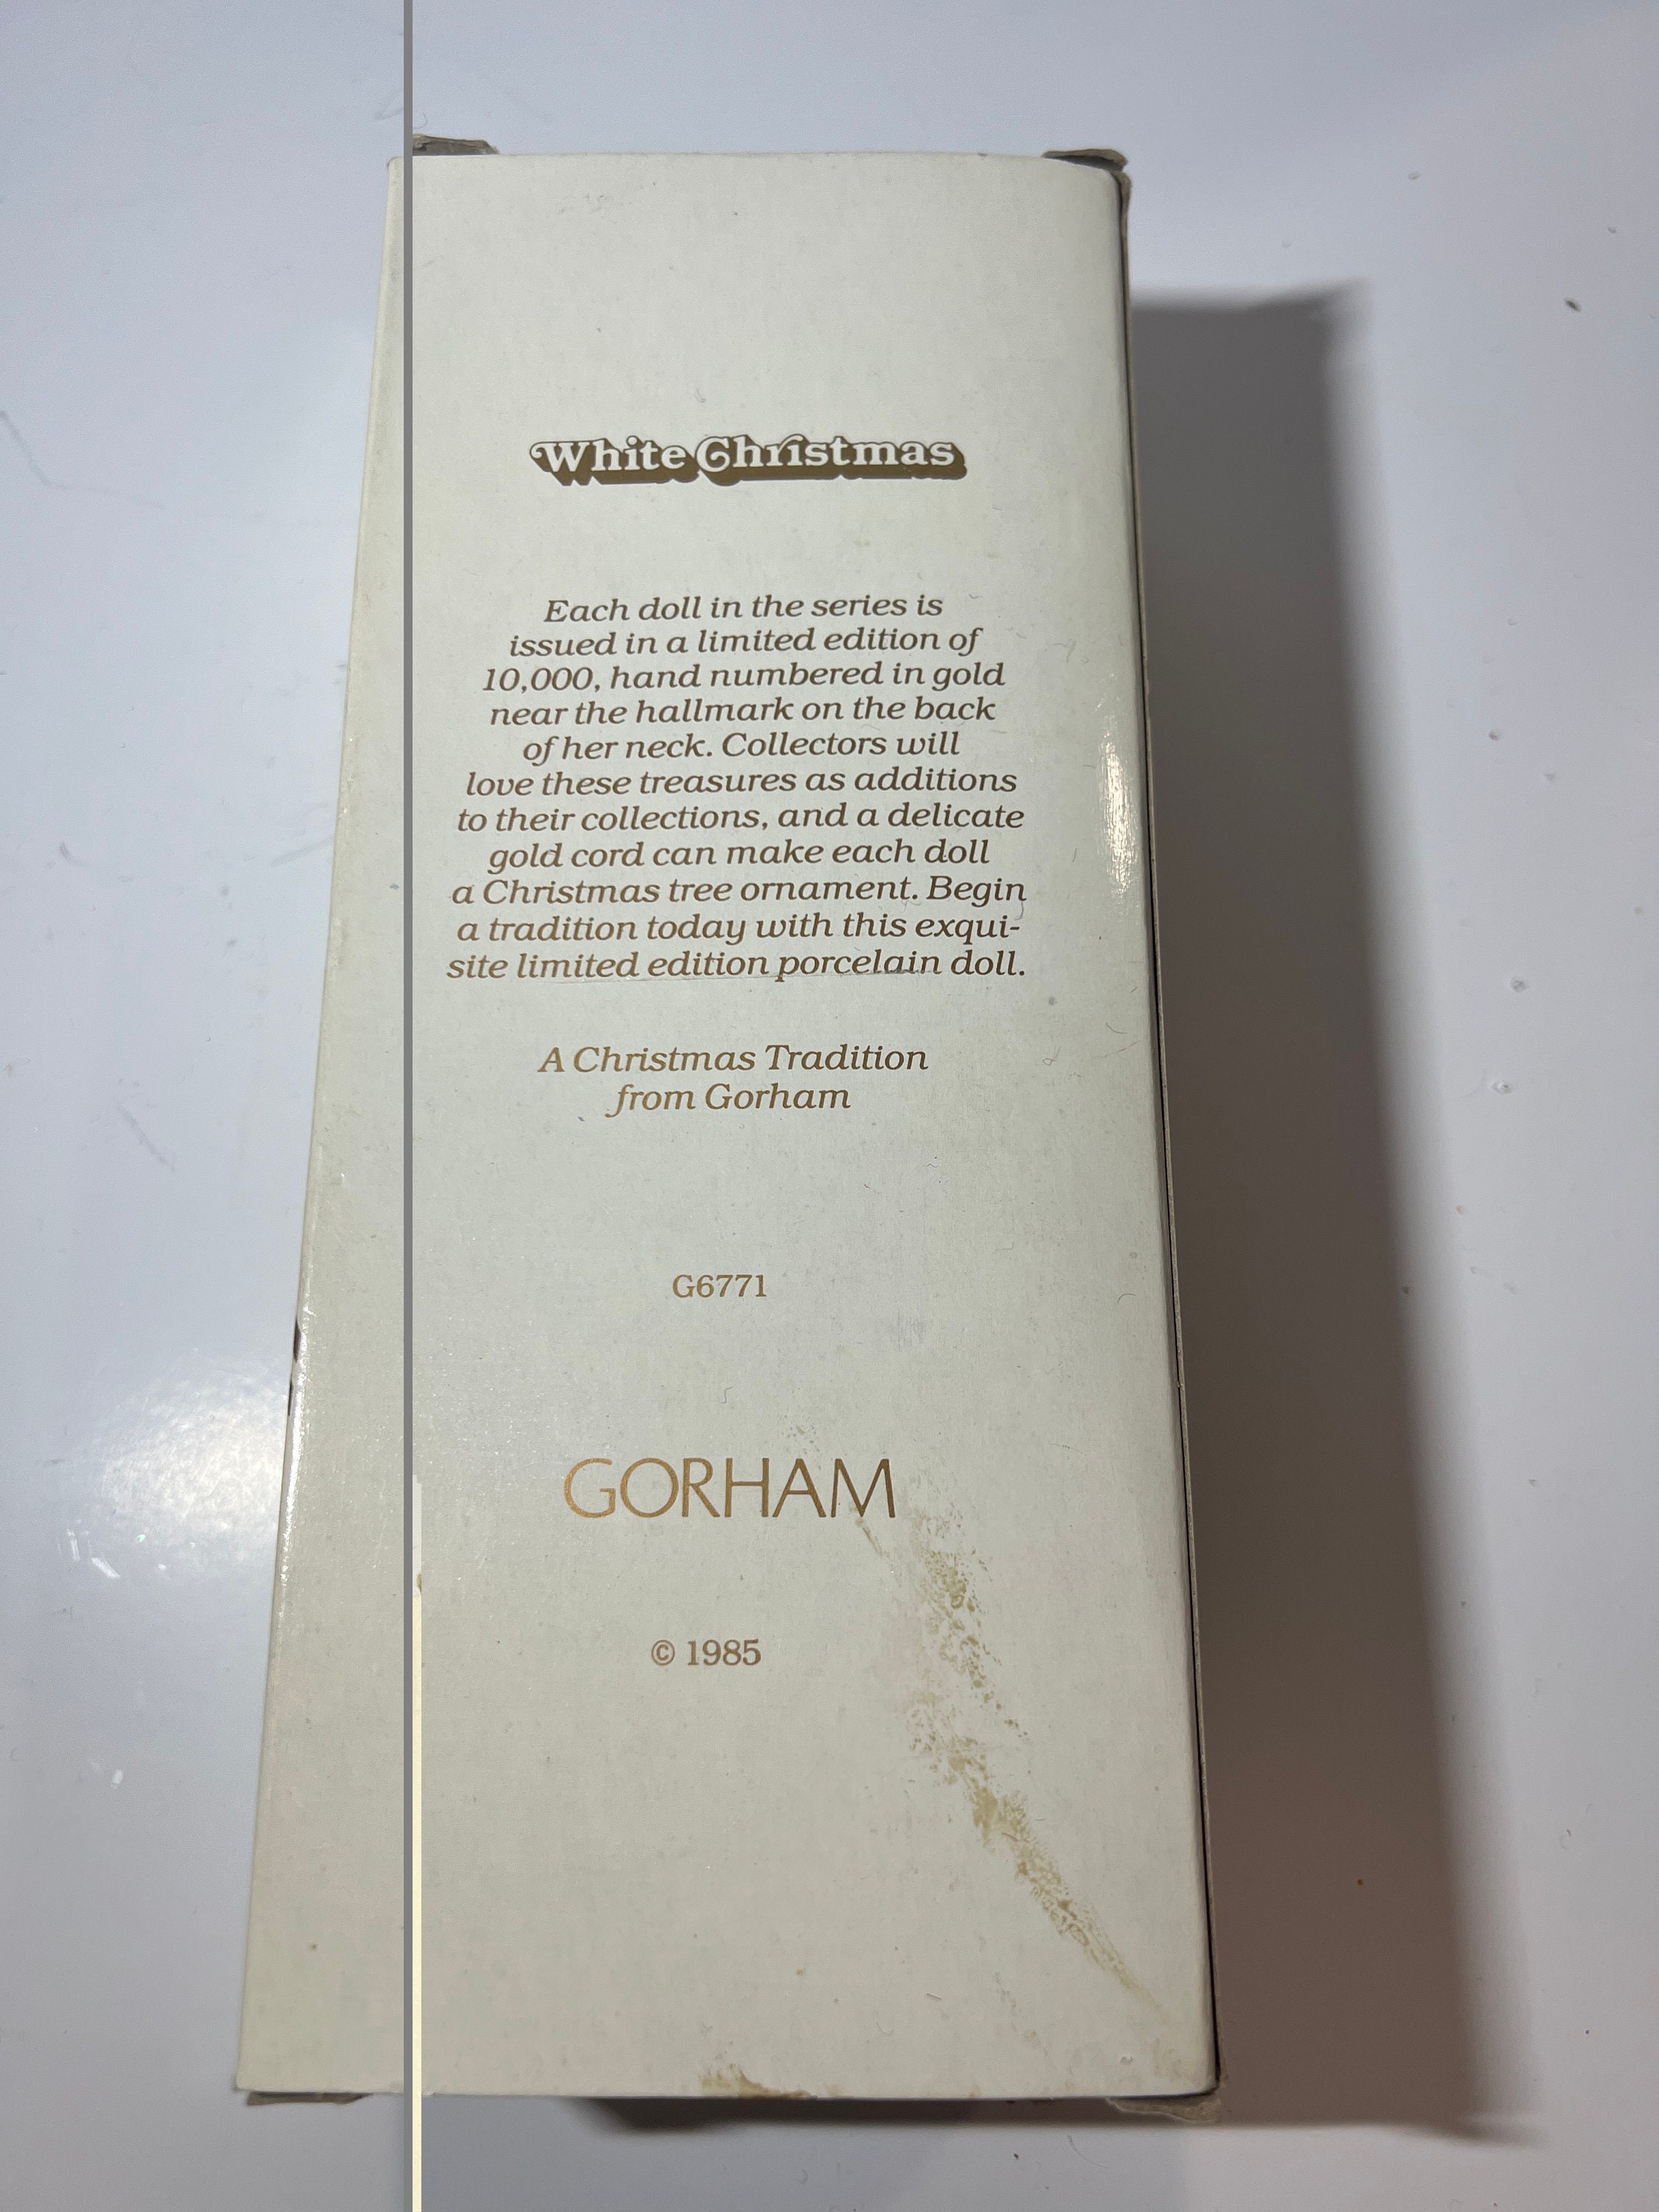 White Christmas
Each doll in the series is
issued in a limited edition of
10,000, hand numbered in gold
near the hallmark on the back
of her neck. Collectors will
love these treasures as additions
to their collections, and a delicate
gold cord can make each doll
a Christmas tree ornament. Begin
a tradition today with this exqui-
site limited edition porcelain doll.
A Christmas Tradition
from Gorham
G6771
GORHAM
© 1985